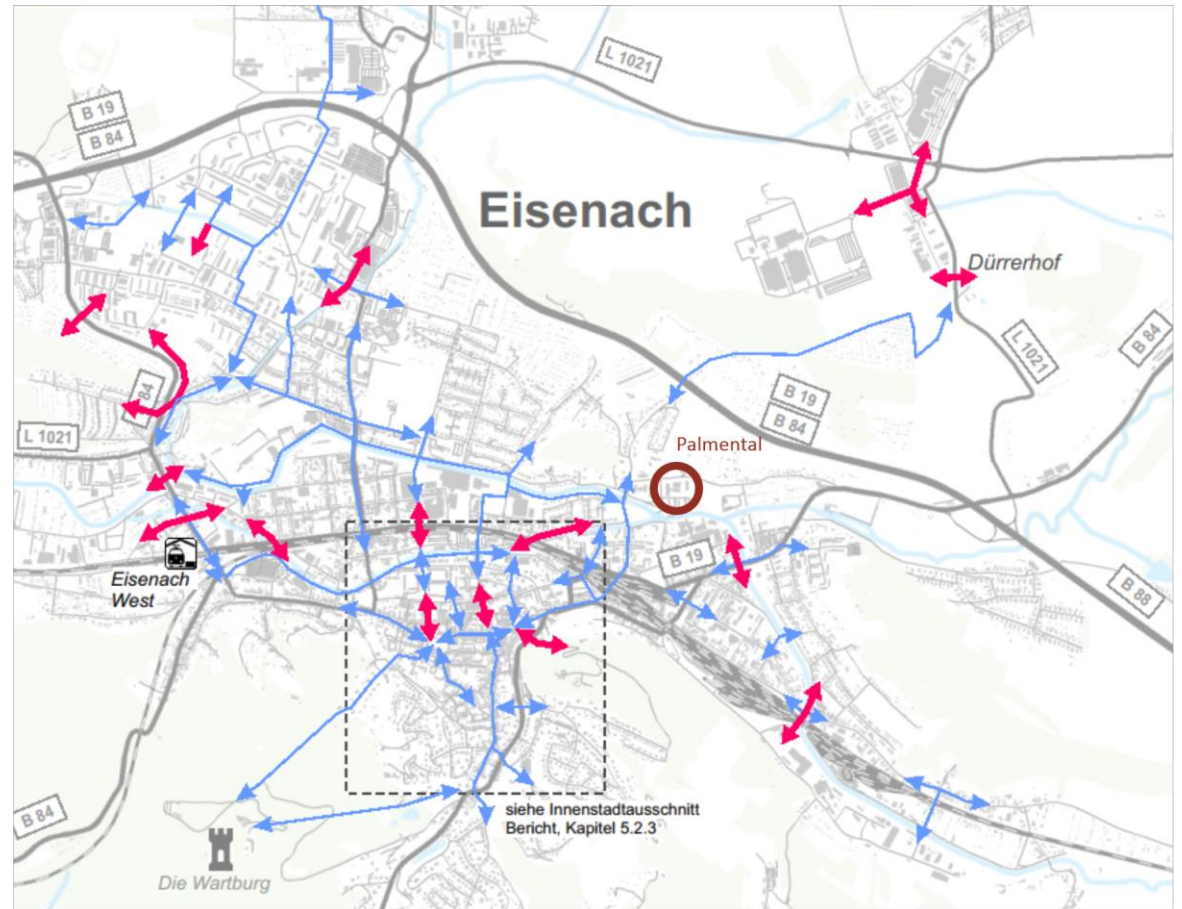 L 1021
B 19
B 84
Eisenach
Dürrerhof
B 84
L 1021
B 19
B 84
84
L 1021
Palmental
B 19
Eisenach
West
B 88
siehe Innenstadtausschnitt
Bericht, Kapitel 5.2.3
B 84
Die Wartburg